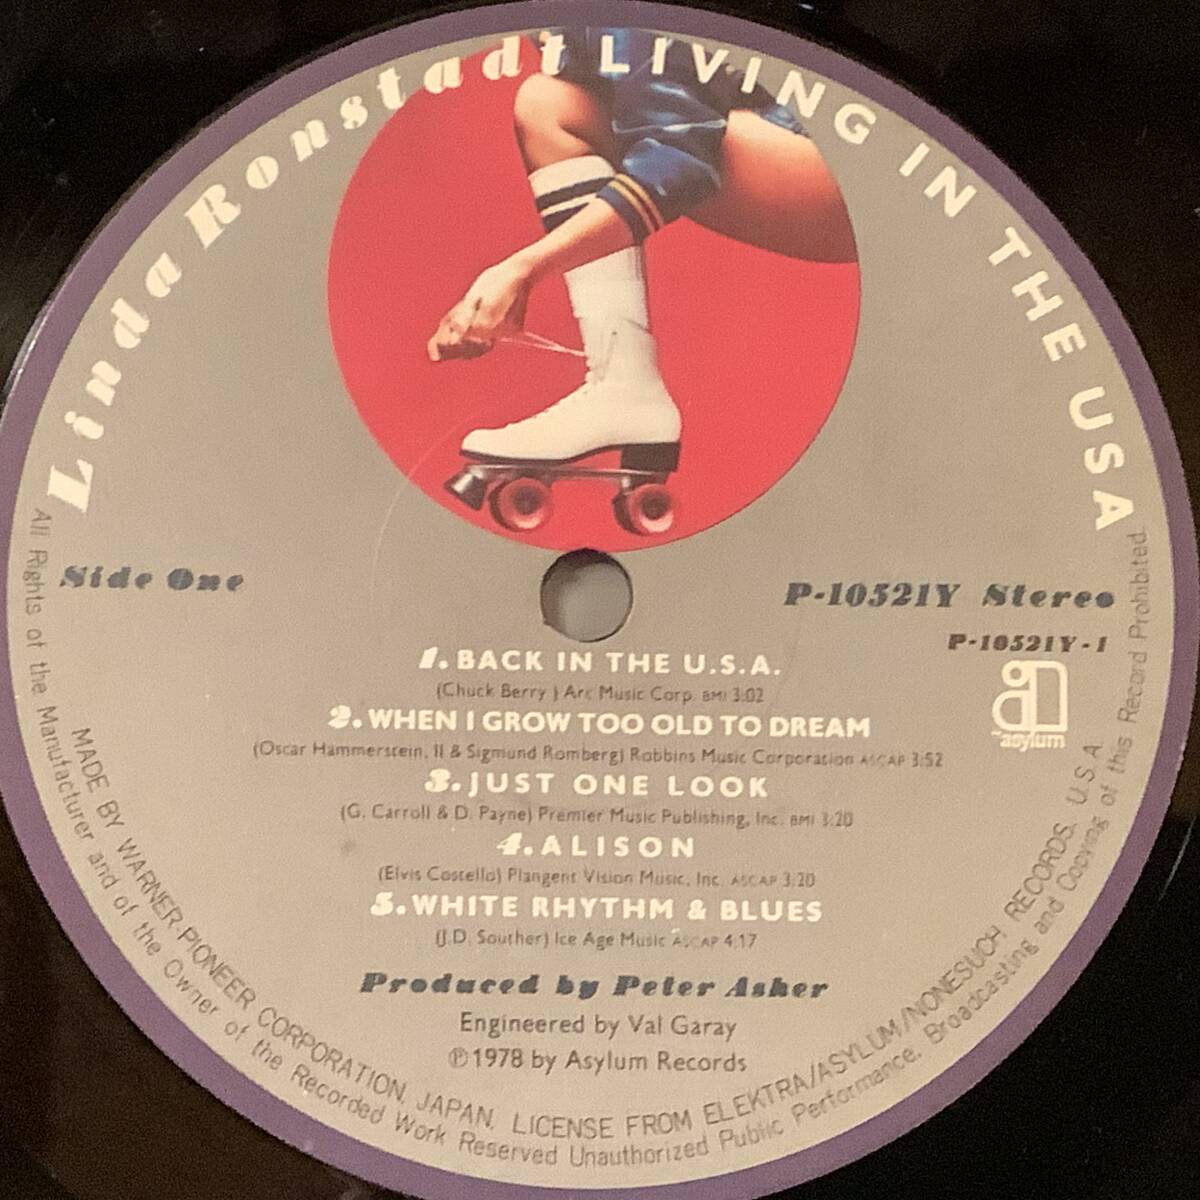 Linda Ronstadt LIVING IN THE USA
Side One
P-10521Y Stereo
P-10521Y-1
asylum
1. BACK IN THE U.S.A.
(Chuck Berry) Arc Music Corp. BMI 3:02
2. WHEN I GROW TOO OLD TO DREAM
(Oscar Hammerstein, II & Sigmund Romberg) Robbins Music Corporation ASCAP 3:52
3. JUST ONE LOOK
(G. Carroll & D. Payne) Premier Music Publishing, Inc. BMI 3:20
4. ALISON
(Elvis Costello) Plangent Vision Music, Inc. ASCAP 3:20
5. WHITE RHYTHM & BLUES
(J.D. Souther) Ice Age Music ASCAP 4:17
Produced by Peter Asher
Engineered by Val Garay
℗1978 by Asylum Records
MADE BY WARNER-PIONEER CORPORATION, JAPAN, LICENSE FROM ELEKTRA/ASYLUM/NONESUCH RECORDS, U.S.A.
All Rights of the Manufacturer and of the Owner of the Recorded Work Reserved Unauthorized Public Performance, Broadcasting and Copying of this Record Prohibited.